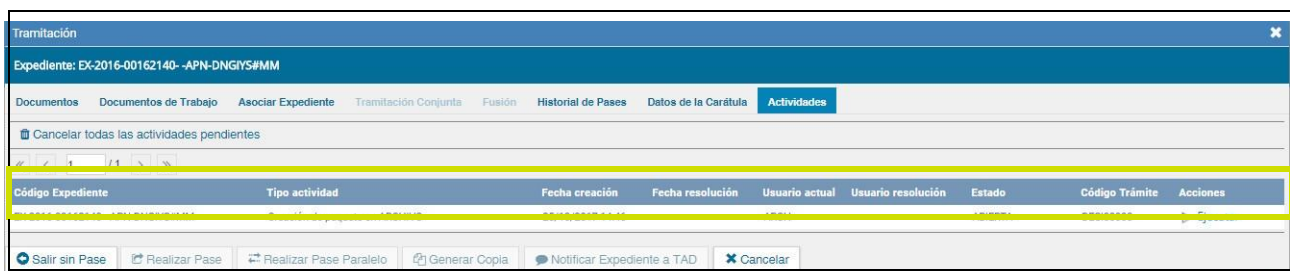 Tramitación
Expediente: EX-2016-00162140- -APN-DNGIYS#MM
Documentos Documentos de Trabajo Asociar Expediente Tramitación Conjunta Fusión Historial de Pases Datos de la Carátula Actividades
Cancelar todas las actividades pendientes
1 / 1
Código Expediente Tipo actividad Fecha creación Fecha resolución Usuario actual Usuario resolución Estado Código Trámite Acciones
Salir sin Pase Realizar Pase Realizar Pase Paralelo Generar Copia Notificar Expediente a TAD Cancelar